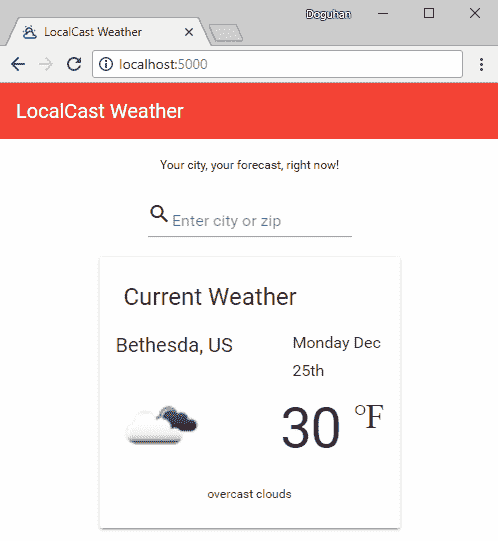 Doguhan
LocalCast Weather
localhost:5000
LocalCast Weather
Your city, your forecast, right now!
Enter city or zip
Current Weather
Bethesda, US
Monday Dec
25th
30 °F
overcast clouds